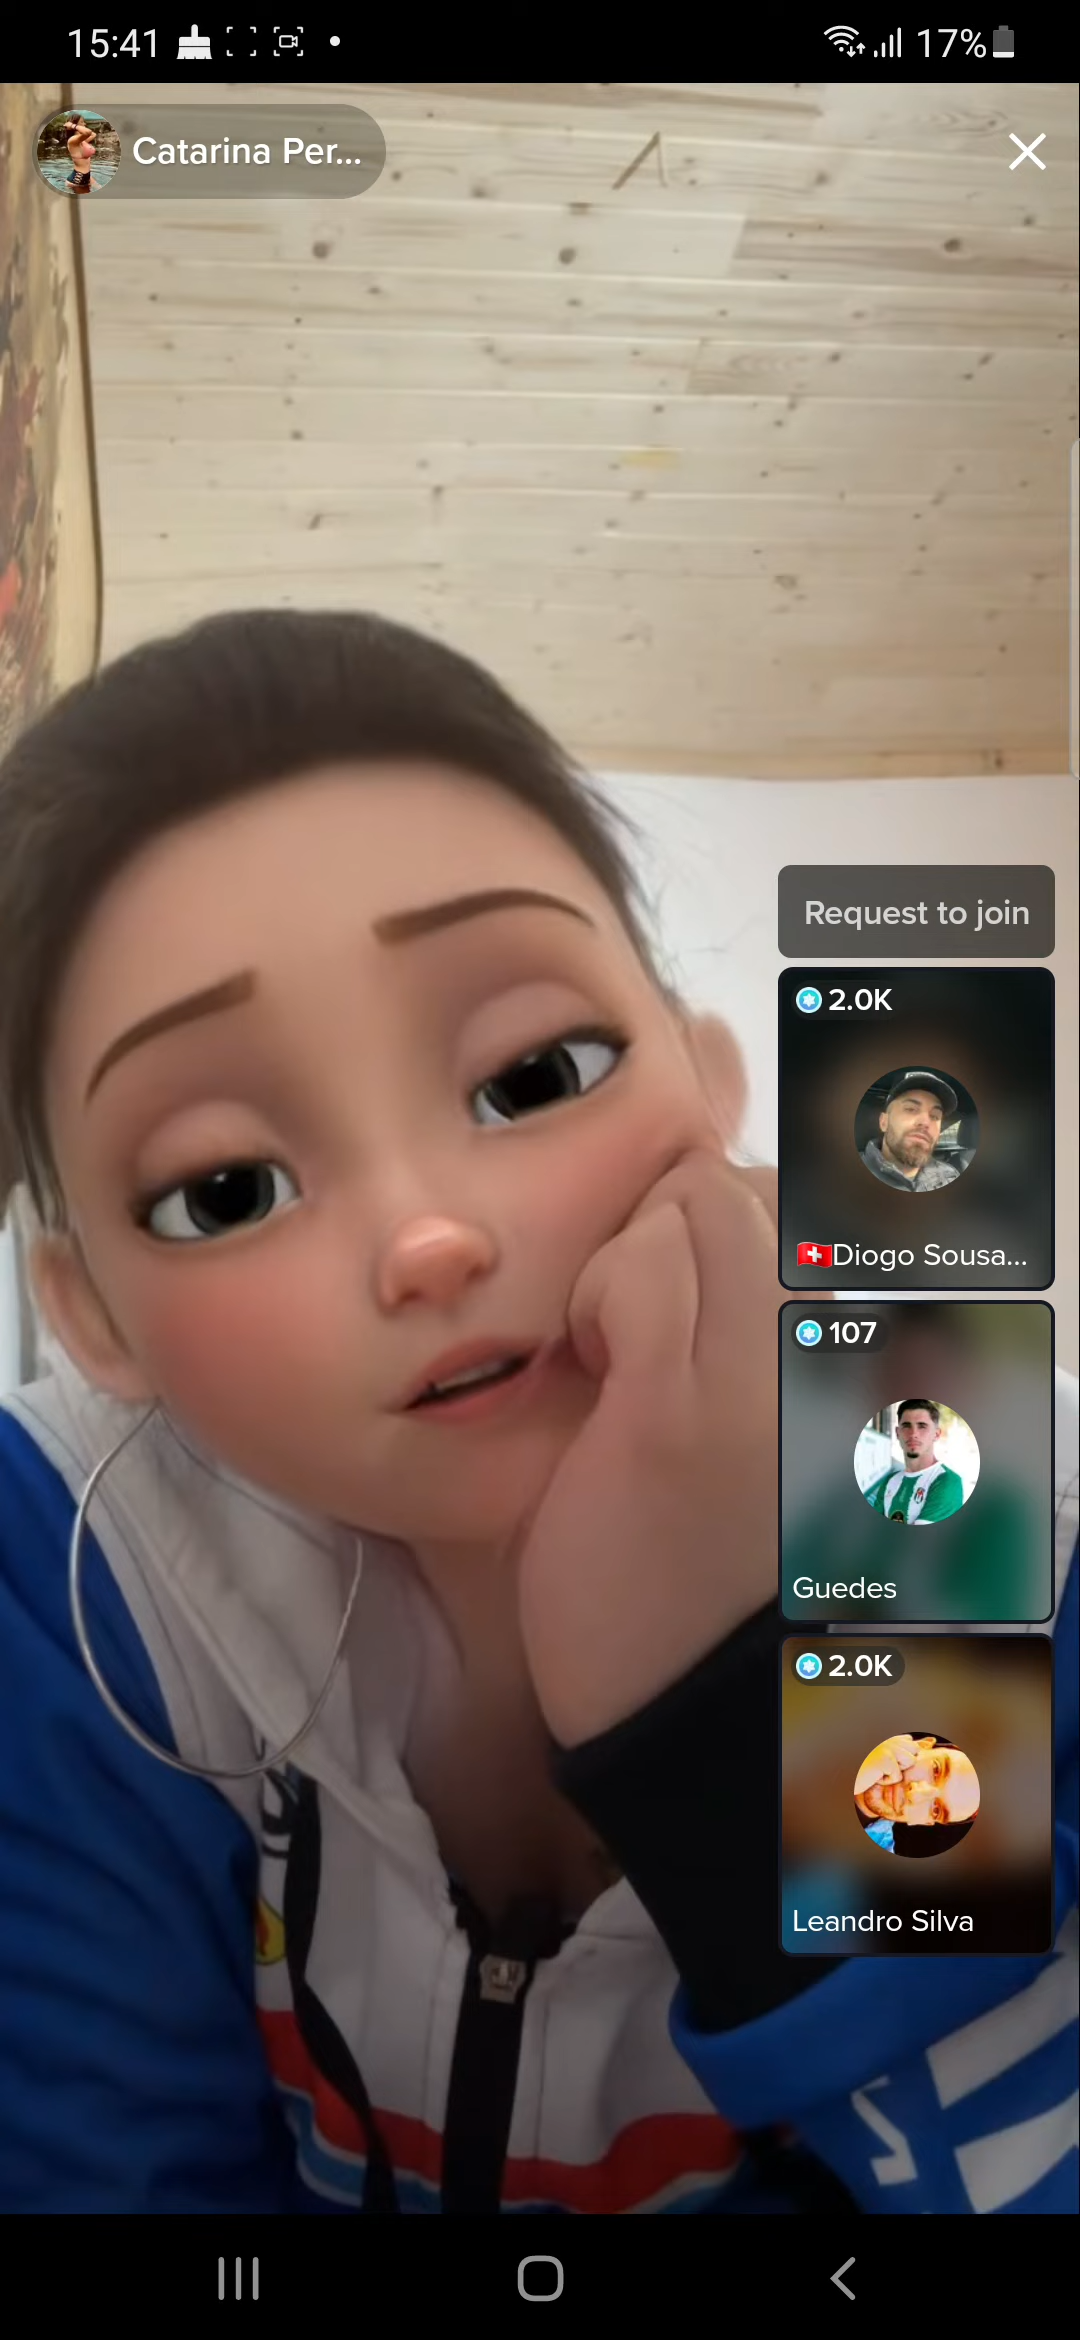 15:41
17%
Catarina Per...
Request to join
2.0K
🇨🇭Diogo Sousa...
107
Guedes
2.0K
Leandro Silva